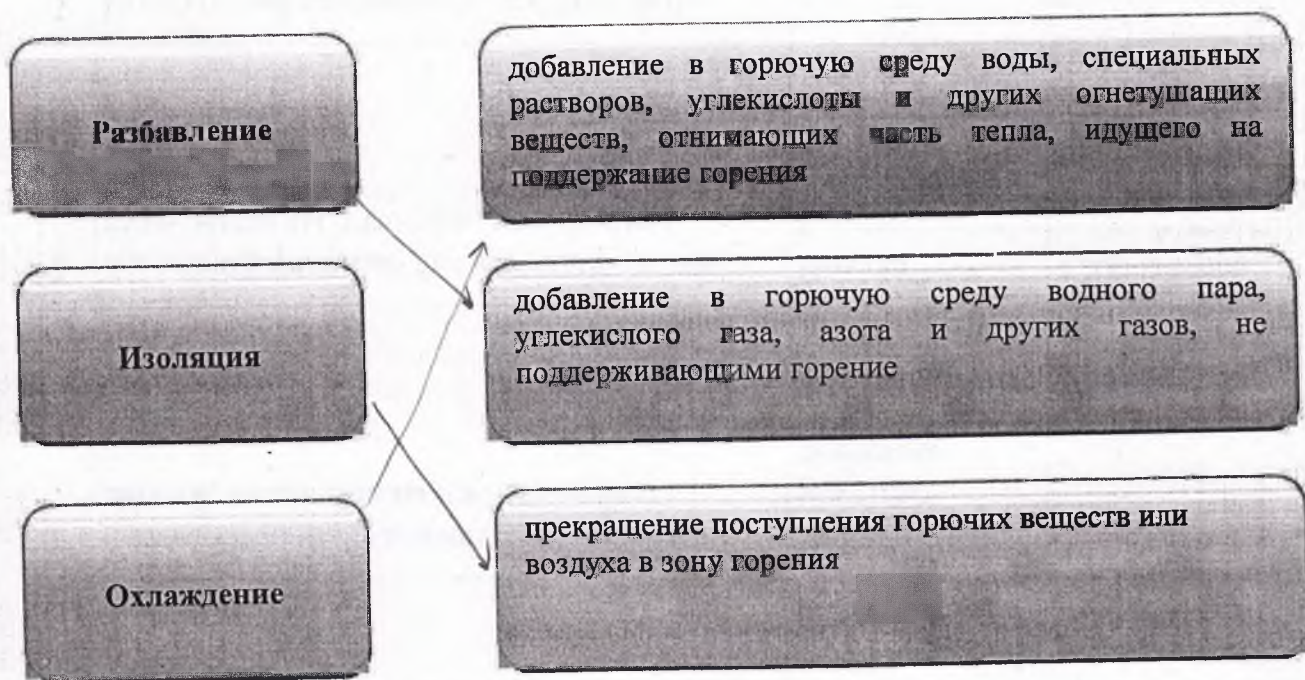 Разбавление
добавление в горючую среду воды, специальных
растворов, углекислоты и других огнетушащих
веществ, отнимающих часть тепла, идущего на
поддержание горения
Изоляция
добавление в горючую среду водного пара,
углекислого газа, азота и других газов, не
поддерживающими горение
Охлаждение
прекращение поступления горючих веществ или
воздуха в зону горения